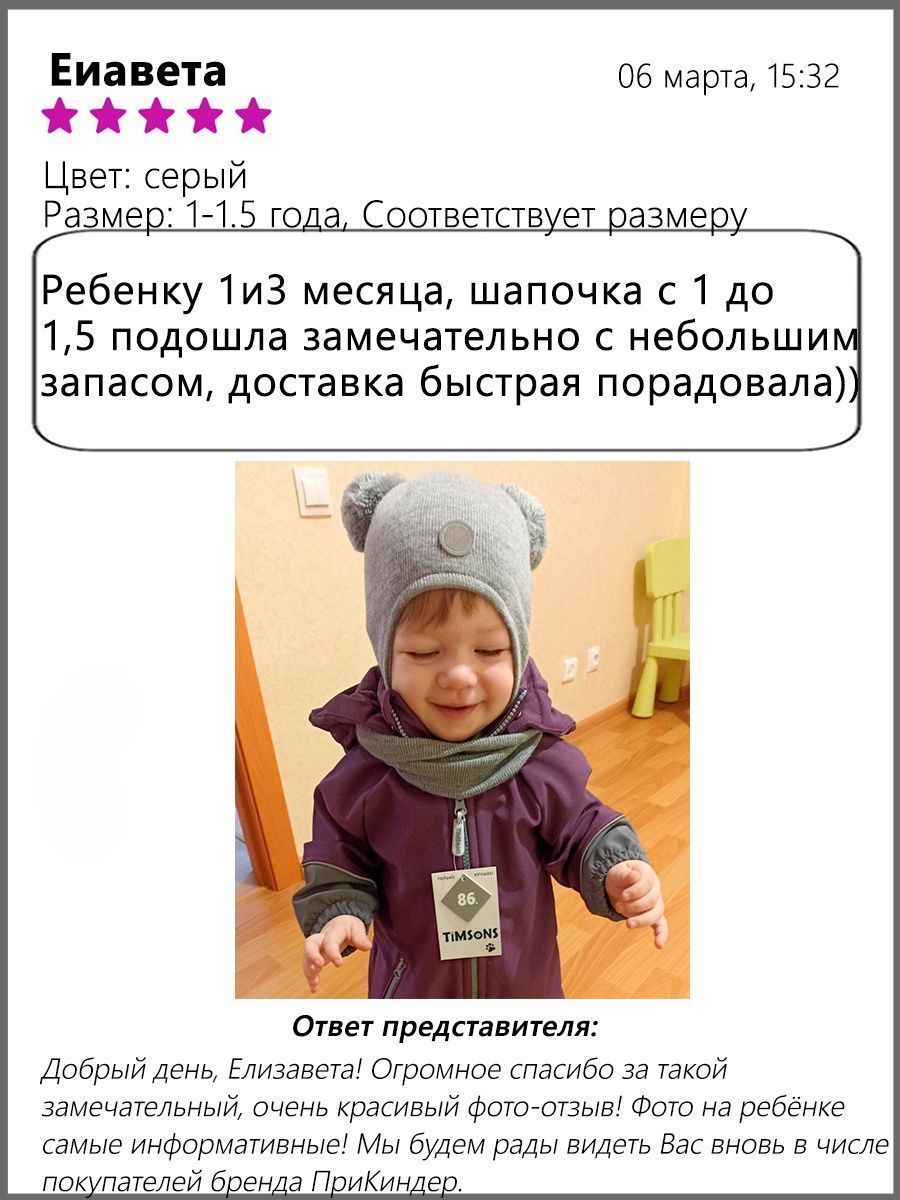 Еиавета
06 марта, 15:32
Цвет: серый
Размер: 1-1.5 года, Соответствует размеру
Ребенку 1и3 месяца, шапочка с 1 до
1,5 подошла замечательно с небольшим
запасом, доставка быстрая порадовала))
ТОЛЬКО ЛУЧШЕЕ!
86.
TiMSoNS
Ответ представителя:
Добрый день, Елизавета! Огромное спасибо за такой
замечательный, очень красивый фото-отзыв! Фото на ребёнке
самые информативные! Мы будем рады видеть Вас вновь в числе
покупателей бренда ПриКиндер.